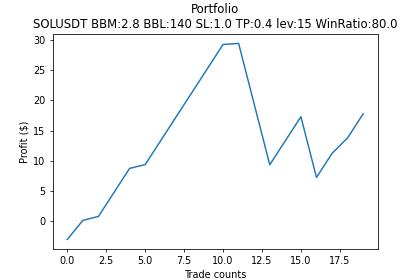 Portfolio
SOLUSDT BBM:2.8 BBL:140 SL:1.0 TP:0.4 lev:15 WinRatio:80.0
30
25
20
15
10
5
0
Profit ($)
0.0 2.5 5.0 7.5 10.0 12.5 15.0 17.5
Trade counts